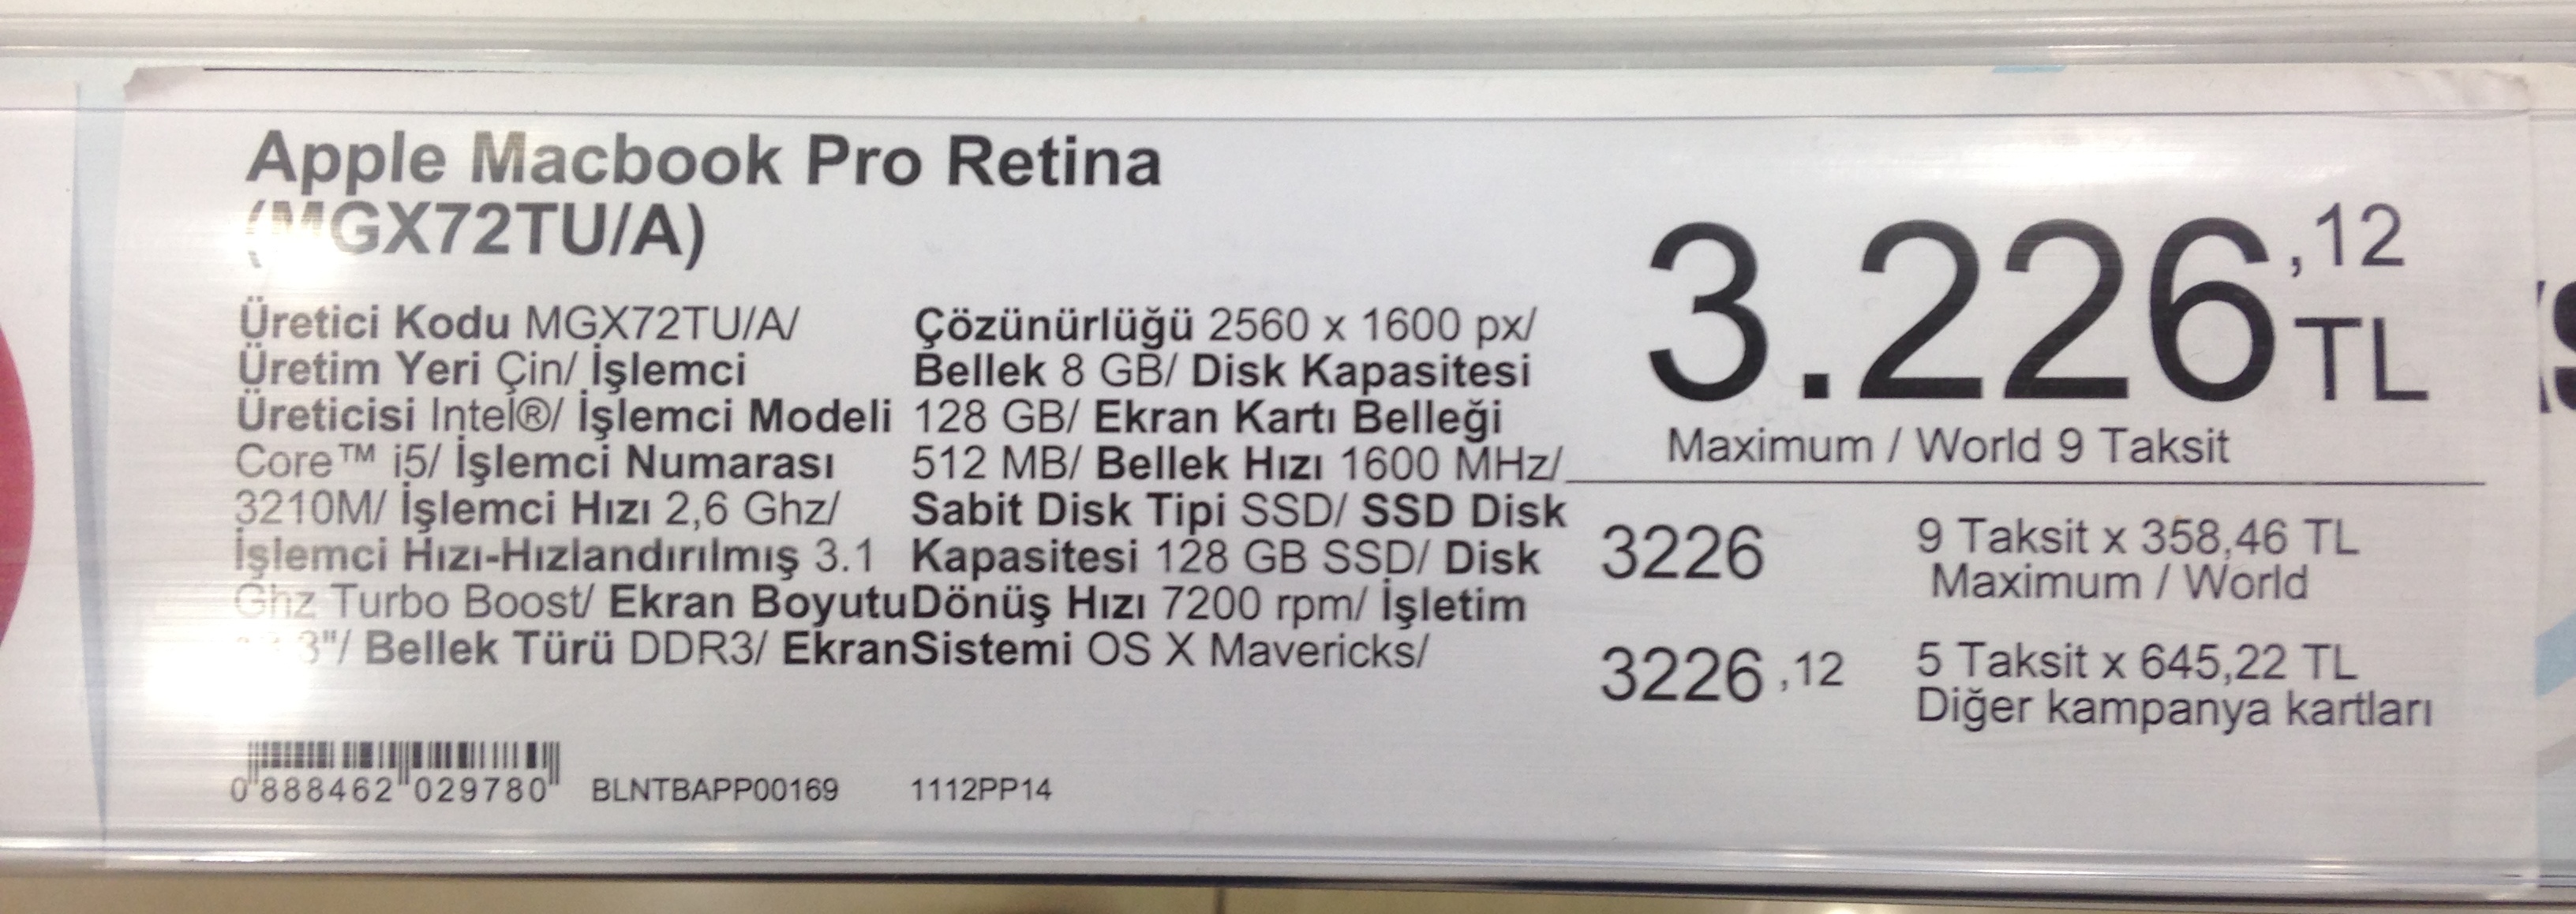 Apple Macbook Pro Retina
(MGX72TU/A)
Üretici Kodu MGX72TU/A/
Üretim Yeri Çin/ İşlemci
Üreticisi Intel®/ İşlemci Modeli
Core™ i5/ İşlemci Numarası
3210M/ İşlemci Hızı 2,6 Ghz/
İşlemci Hızı-Hızlandırılmış 3.1
Ghz Turbo Boost/ Ekran Boyutu
3"/ Bellek Türü DDR3/ Ekran
Çözünürlüğü 2560 x 1600 px/
Bellek 8 GB/ Disk Kapasitesi
128 GB/ Ekran Kartı Belleği
512 MB/ Bellek Hızı 1600 MHz/
Sabit Disk Tipi SSD/ SSD Disk
Kapasitesi 128 GB SSD/ Disk
Dönüş Hızı 7200 rpm/ İşletim
Sistemi OS X Mavericks/
3.226,12 TL
Maximum / World 9 Taksit
3226 9 Taksit x 358,46 TL
Maximum / World
3226,12 5 Taksit x 645,22 TL
Diğer kampanya kartları
0 888462 029780 BLNTBAPP00169 1112PP14